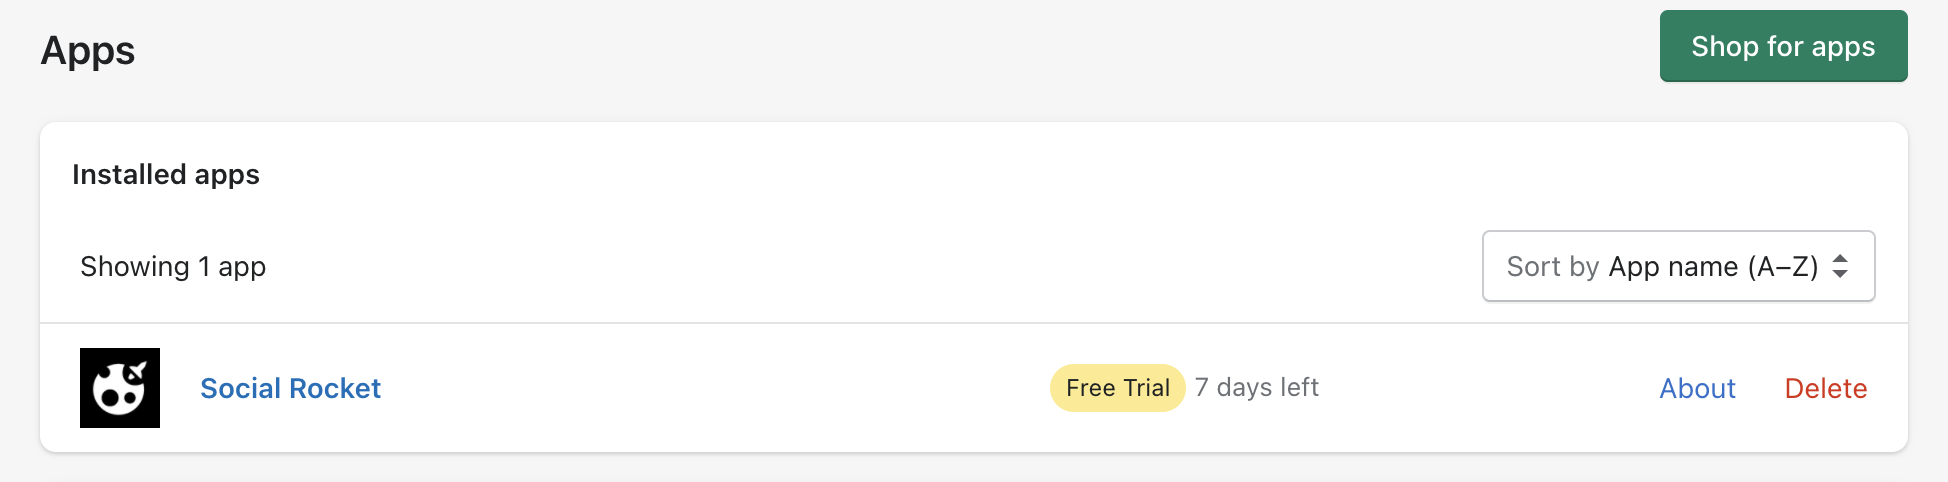 Apps
Shop for apps
Installed apps
Showing 1 app
Sort by App name (A–Z)
Social Rocket
Free Trial 7 days left
About
Delete